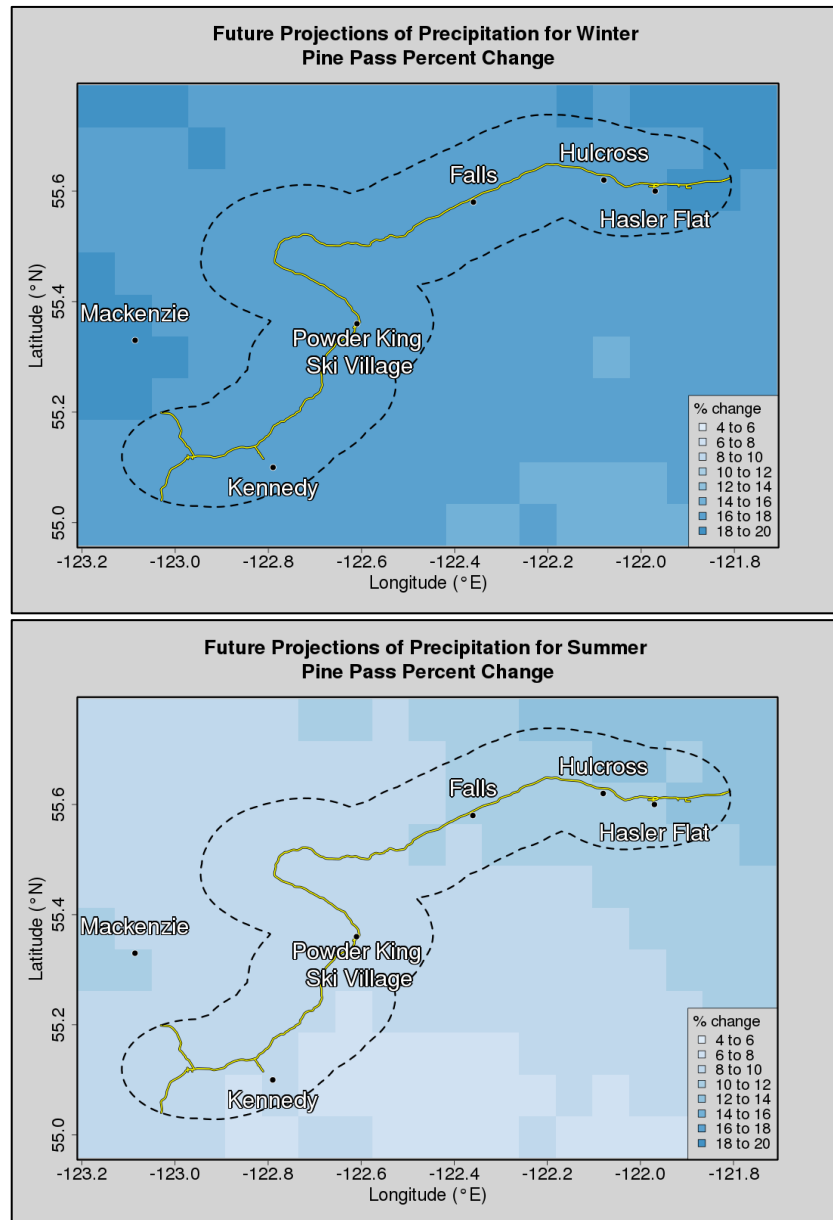 Future Projections of Precipitation for Winter
Pine Pass Percent Change
Latitude (°N)
55.6
55.4
55.2
55.0
Hulcross
Falls
Hasler Flat
Mackenzie
Powder King
Ski Village
Kennedy
% change
4 to 6
6 to 8
8 to 10
10 to 12
12 to 14
14 to 16
16 to 18
18 to 20
-123.2 -123.0 -122.8 -122.6 -122.4 -122.2 -122.0 -121.8
Longitude (°E)
Future Projections of Precipitation for Summer
Pine Pass Percent Change
Latitude (°N)
55.6
55.4
55.2
55.0
Hulcross
Falls
Hasler Flat
Mackenzie
Powder King
Ski Village
Kennedy
% change
4 to 6
6 to 8
8 to 10
10 to 12
12 to 14
14 to 16
16 to 18
18 to 20
-123.2 -123.0 -122.8 -122.6 -122.4 -122.2 -122.0 -121.8
Longitude (°E)